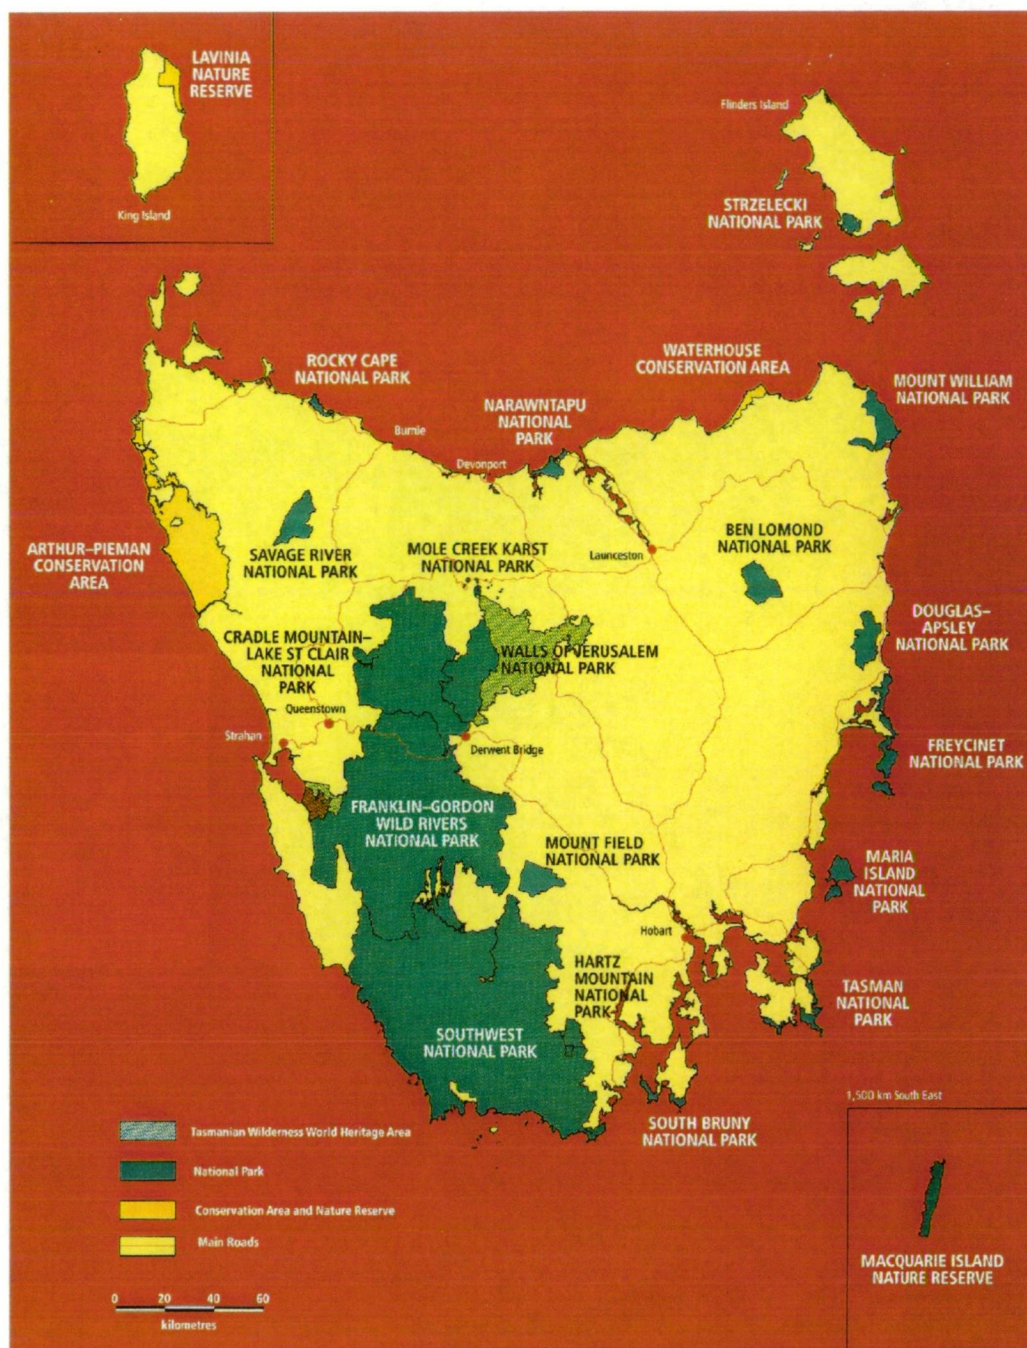 LAVINIA
NATURE
RESERVE
King Island
Flinders Island
STRZELECKI
NATIONAL PARK
ROCKY CAPE
NATIONAL PARK
WATERHOUSE
CONSERVATION AREA
MOUNT WILLIAM
NATIONAL PARK
NARAWNTAPU
NATIONAL
PARK
Burnie
Devonport
ARTHUR–PIEMAN
CONSERVATION
AREA
SAVAGE RIVER
NATIONAL PARK
MOLE CREEK KARST
NATIONAL PARK
Launceston
BEN LOMOND
NATIONAL PARK
DOUGLAS–
APSLEY
NATIONAL PARK
CRADLE MOUNTAIN–
LAKE ST CLAIR
NATIONAL
PARK
WALLS OF VERUSALEM
NATIONAL PARK
Queenstown
Strahan
Derwent Bridge
FREYCINET
NATIONAL PARK
FRANKLIN–GORDON
WILD RIVERS
NATIONAL PARK
MOUNT FIELD
NATIONAL PARK
MARIA
ISLAND
NATIONAL
PARK
Hobart
HARTZ
MOUNTAIN
NATIONAL
PARK
TASMAN
NATIONAL
PARK
SOUTHWEST
NATIONAL PARK
SOUTH BRUNY
NATIONAL PARK
1,500 km South East
MACQUARIE ISLAND
NATURE RESERVE
Tasmanian Wilderness World Heritage Area
National Park
Conservation Area and Nature Reserve
Main Roads
0 20 40 60
kilometres